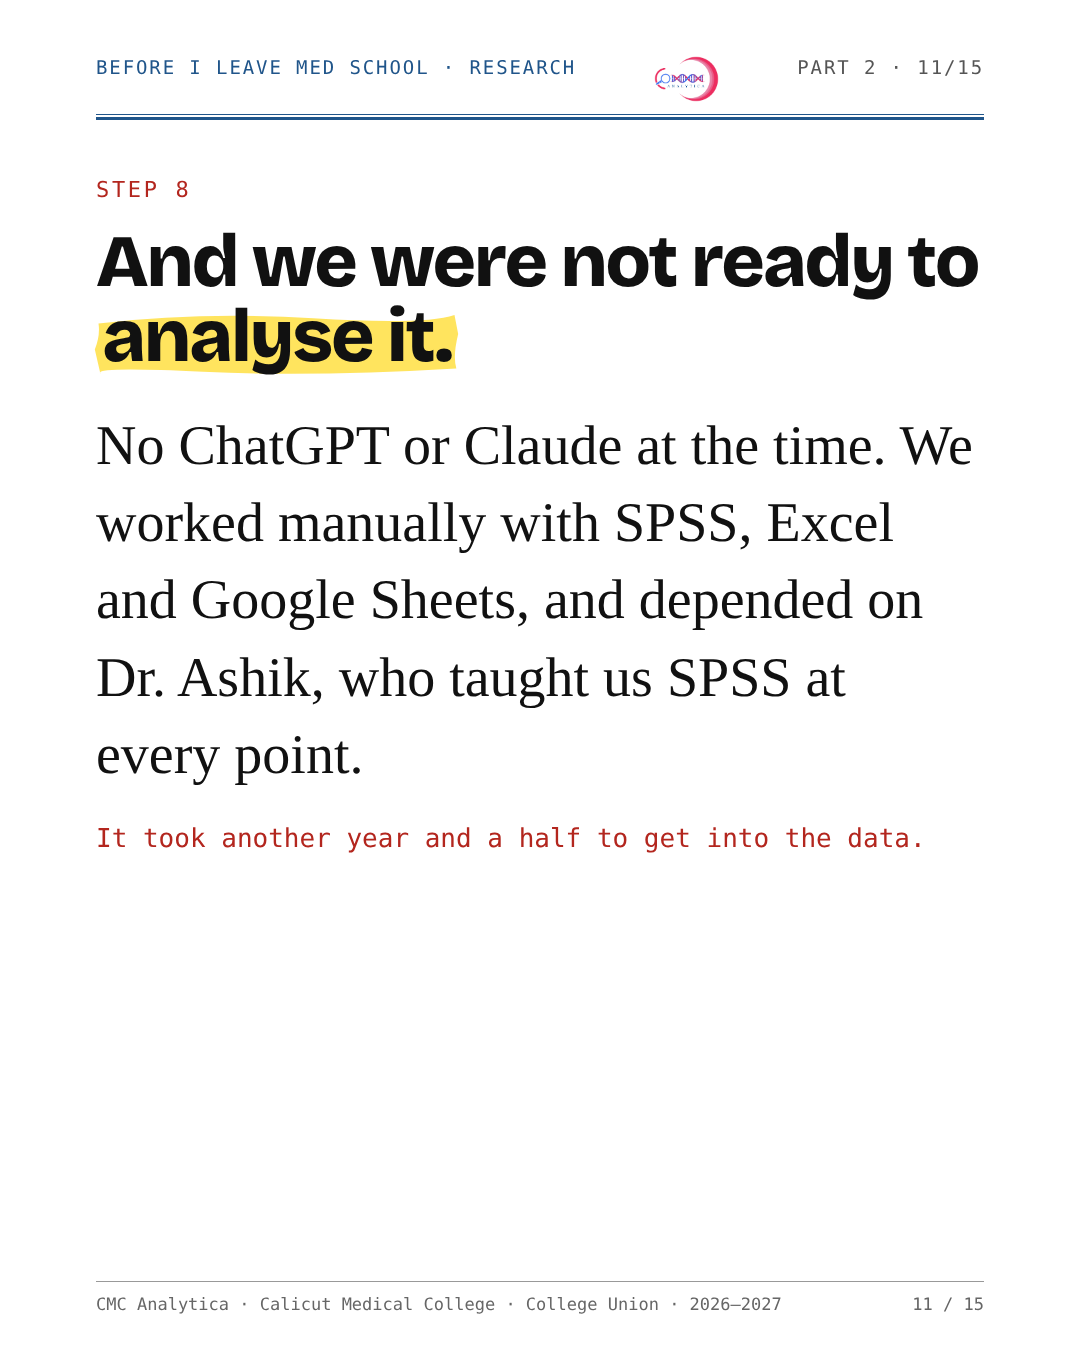 BEFORE I LEAVE MED SCHOOL · RESEARCH
ANALYTICA
PART 2 · 11/15
STEP 8
And we were not ready to
analyse it.
No ChatGPT or Claude at the time. We
worked manually with SPSS, Excel
and Google Sheets, and depended on
Dr. Ashik, who taught us SPSS at
every point.
It took another year and a half to get into the data.
CMC Analytica · Calicut Medical College · College Union · 2026–2027
11 / 15